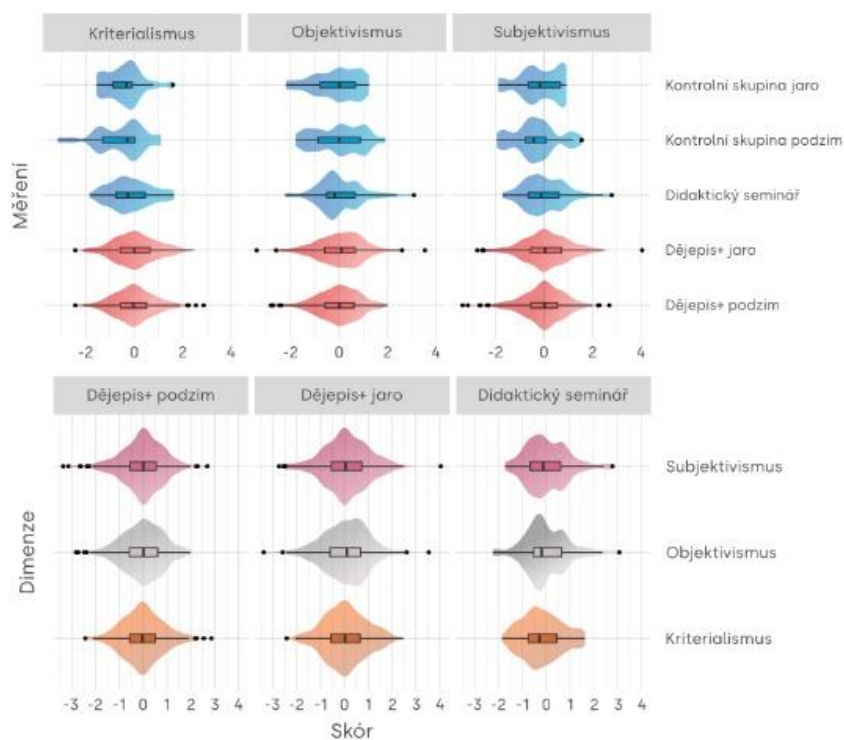 Kriterialismus Objektivismus Subjektivismus
Kontrolní skupina jaro
Kontrolní skupina podzim
Didaktický seminář
Dějepis+ jaro
Dějepis+ podzim
Měření
-2 0 2 4 -2 0 2 4 -2 0 2 4
Dějepis+ podzim Dějepis+ jaro Didaktický seminář
Subjektivismus
Objektivismus
Kriterialismus
Dimenze
-3 -2 -1 0 1 2 3 4 -3 -2 -1 0 1 2 3 4 -3 -2 -1 0 1 2 3 4
Skór